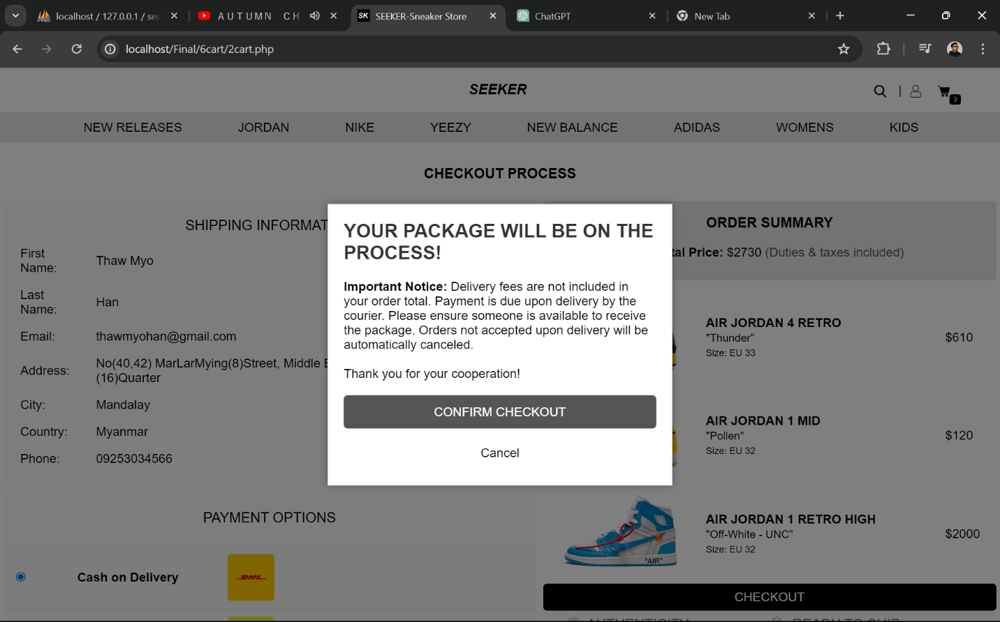 localhost / 127.0.0.1 / see
A U T U M N C H
SK
SEEKER-Sneaker Store
ChatGPT
New Tab
localhost/Final/6cart/2cart.php
SEEKER
3
NEW RELEASES
JORDAN
NIKE
YEEZY
NEW BALANCE
ADIDAS
WOMENS
KIDS
CHECKOUT PROCESS
SHIPPING INFORMAT
First
Name:
Thaw Myo
Last
Name:
Han
Email:
thawmyohan@gmail.com
Address:
No(40,42) MarLarMying(8)Street, Middle
(16)Quarter
City:
Mandalay
Country:
Myanmar
Phone:
09253034566
PAYMENT OPTIONS
Cash on Delivery
DHL
YOUR PACKAGE WILL BE ON THE
PROCESS!
Important Notice: Delivery fees are not included in
your order total. Payment is due upon delivery by the
courier. Please ensure someone is available to receive
the package. Orders not accepted upon delivery will be
automatically canceled.
Thank you for your cooperation!
CONFIRM CHECKOUT
Cancel
ORDER SUMMARY
tal Price: $2730 (Duties & taxes included)
AIR JORDAN 4 RETRO
"Thunder"
Size: EU 33
$610
AIR JORDAN 1 MID
"Pollen"
Size: EU 32
$120
AIR JORDAN 1 RETRO HIGH
"Off-White - UNC"
Size: EU 32
$2000
"AIR"
CHECKOUT
AUTHENTICITY
READY TO SHIP